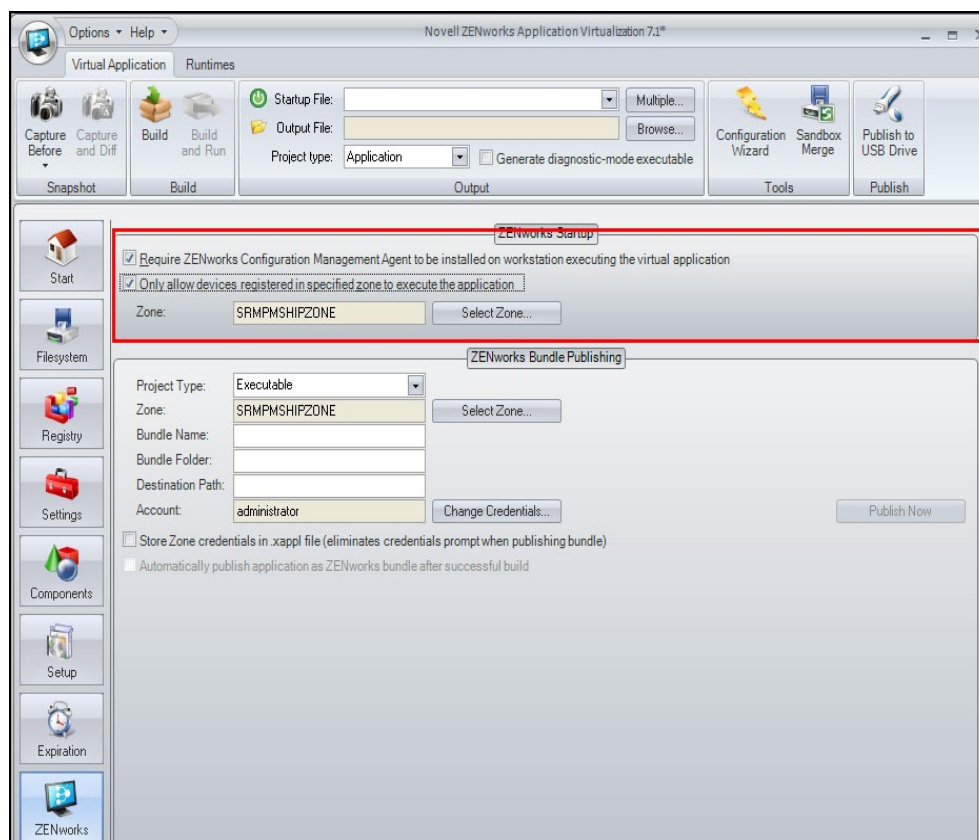 Options Help Novell ZENworks Application Virtualization 7.1*
Virtual Application Runtimes
Startup File: Multiple...
Output File: Browse...
Project type: Application Generate diagnostic-mode executable
Capture Before
Capture and Diff
Build
Build and Run
Configuration Wizard
Sandbox Merge
Publish to USB Drive
Snapshot Build Output Tools Publish
Start
Filesystem
Registry
Settings
Components
Setup
Expiration
ZENworks
ZENworks Startup
Require ZENworks Configuration Management Agent to be installed on workstation executing the virtual application
Only allow devices registered in specified zone to execute the application
Zone: SRMPMSHIPZONE Select Zone...
ZENworks Bundle Publishing
Project Type: Executable
Zone: SRMPMSHIPZONE Select Zone...
Bundle Name:
Bundle Folder:
Destination Path:
Account: administrator Change Credentials... Publish Now
Store Zone credentials in .xappl file (eliminates credentials prompt when publishing bundle)
Automatically publish application as ZENworks bundle after successful build